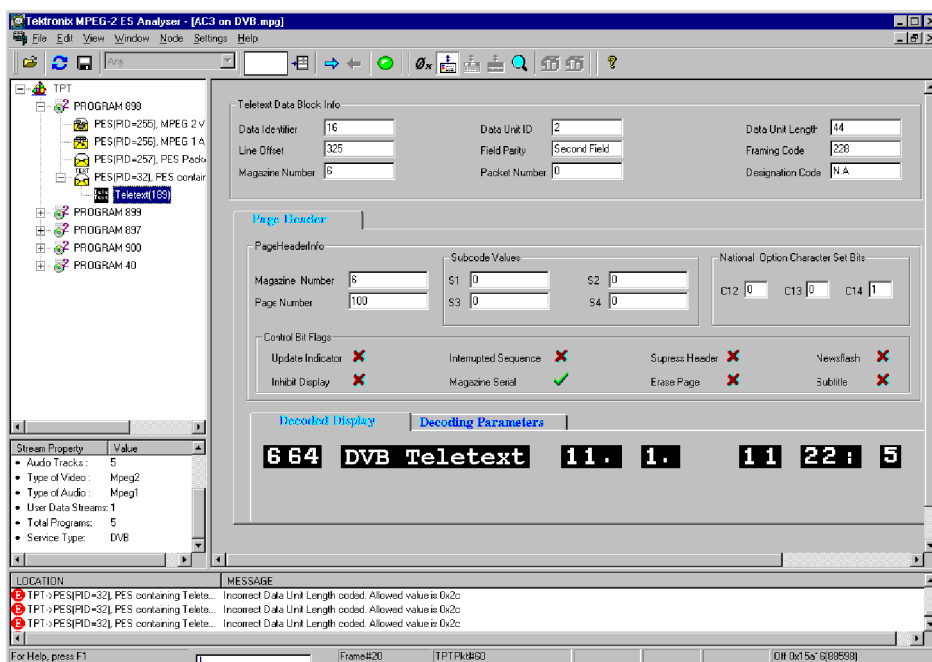 Tektronix MPEG-2 ES Analyser - [AC3 on DVB.mpg]
File Edit View Window Node Settings Help
Any
TPT
PROGRAM 898
PES(PID=255), MPEG 2 V
PES(PID=256), MPEG 1 A
PES(PID=257), PES Pack
PES(PID=32), PES contair
Teletext(189)
PROGRAM 899
PROGRAM 897
PROGRAM 900
PROGRAM 40
Teletext Data Block Info
Data Identifier 16 Data Unit ID 2 Data Unit Length 44
Line Offset 325 Field Parity Second Field Framing Code 228
Magazine Number 6 Packet Number 0 Designation Code N.A
Page Header
PageHeaderInfo
Subcode Values
National Option Character Set Bits
Magazine Number 6 S1 0 S2 0
C12 0 C13 0 C14 1
Page Number 100 S3 0 S4 0
Control Bit Flags
Update Indicator Interrupted Sequence Supress Header Newsflash
Inhibit Display Magazine Serial Erase Page Subtitle
Decoded Display Decoding Parameters
664 DVB Teletext 11. 1. 11 22: 5
Stream Property Value
Audio Tracks : 5
Type of Video : Mpeg2
Type of Audio : Mpeg1
User Data Streams: 1
Total Programs: 5
Service Type: DVB
LOCATION MESSAGE
TPT->PES(PID=32), PES containing Telete... Incorrect Data Unit Length coded. Allowed value is 0x2c
TPT->PES(PID=32), PES containing Telete... Incorrect Data Unit Length coded. Allowed value is 0x2c
TPT->PES(PID=32), PES containing Telete... Incorrect Data Unit Length coded. Allowed value is 0x2c
For Help, press F1 Frame#20 TPTPkt#60 Off 0x15a16(88598)